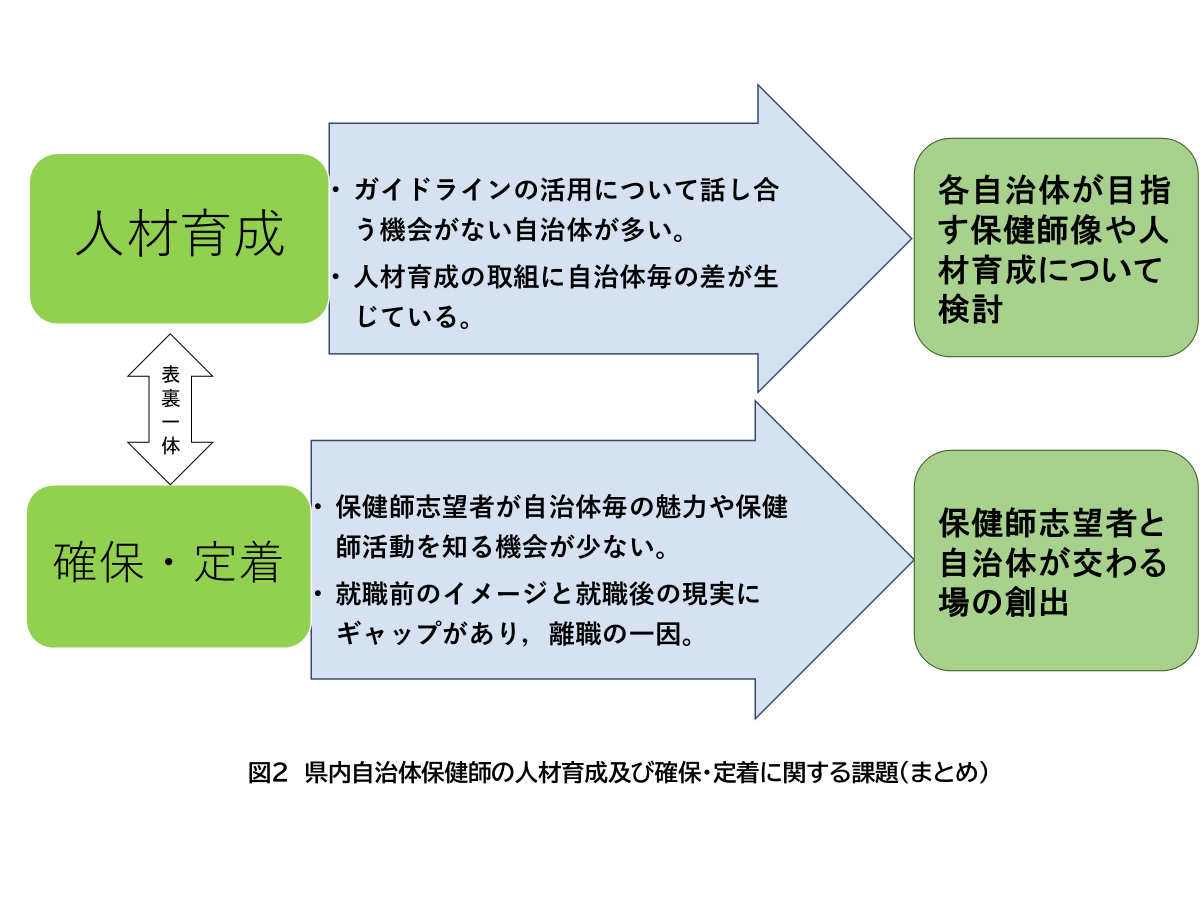 人材育成
・ガイドラインの活用について話し合
う機会がない自治体が多い。
・人材育成の取組に自治体毎の差が生
じている。
各自治体が目指
す保健師像や人
材育成について
検討
表
裏
一
体
確保・定着
・保健師志望者が自治体毎の魅力や保健
師活動を知る機会が少ない。
・就職前のイメージと就職後の現実に
ギャップがあり，離職の一因。
保健師志望者と
自治体が交わる
場の創出
図2　県内自治体保健師の人材育成及び確保・定着に関する課題（まとめ）